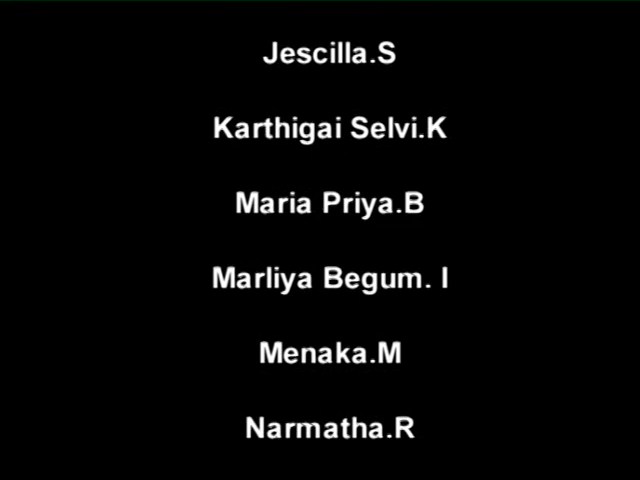 Jescilla.S
Karthigai Selvi.K
Maria Priya.B
Marliya Begum. I
Menaka.M
Narmatha.R